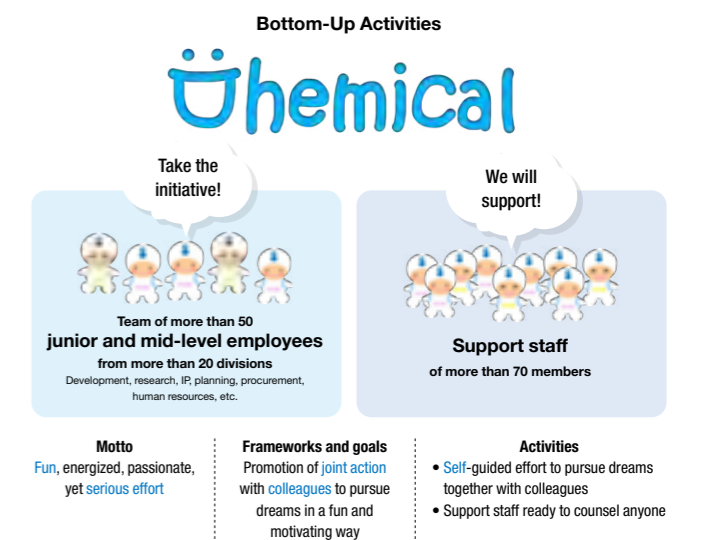 Bottom-Up Activities
Chemical
Take the
initiative!
We will
support!
Team of more than 50
junior and mid-level employees
from more than 20 divisions
Development, research, IP, planning, procurement,
human resources, etc.
Support staff
of more than 70 members
Motto
Fun, energized, passionate,
yet serious effort
Frameworks and goals
Promotion of joint action
with colleagues to pursue
dreams in a fun and
motivating way
Activities
• Self-guided effort to pursue dreams
together with colleagues
• Support staff ready to counsel anyone